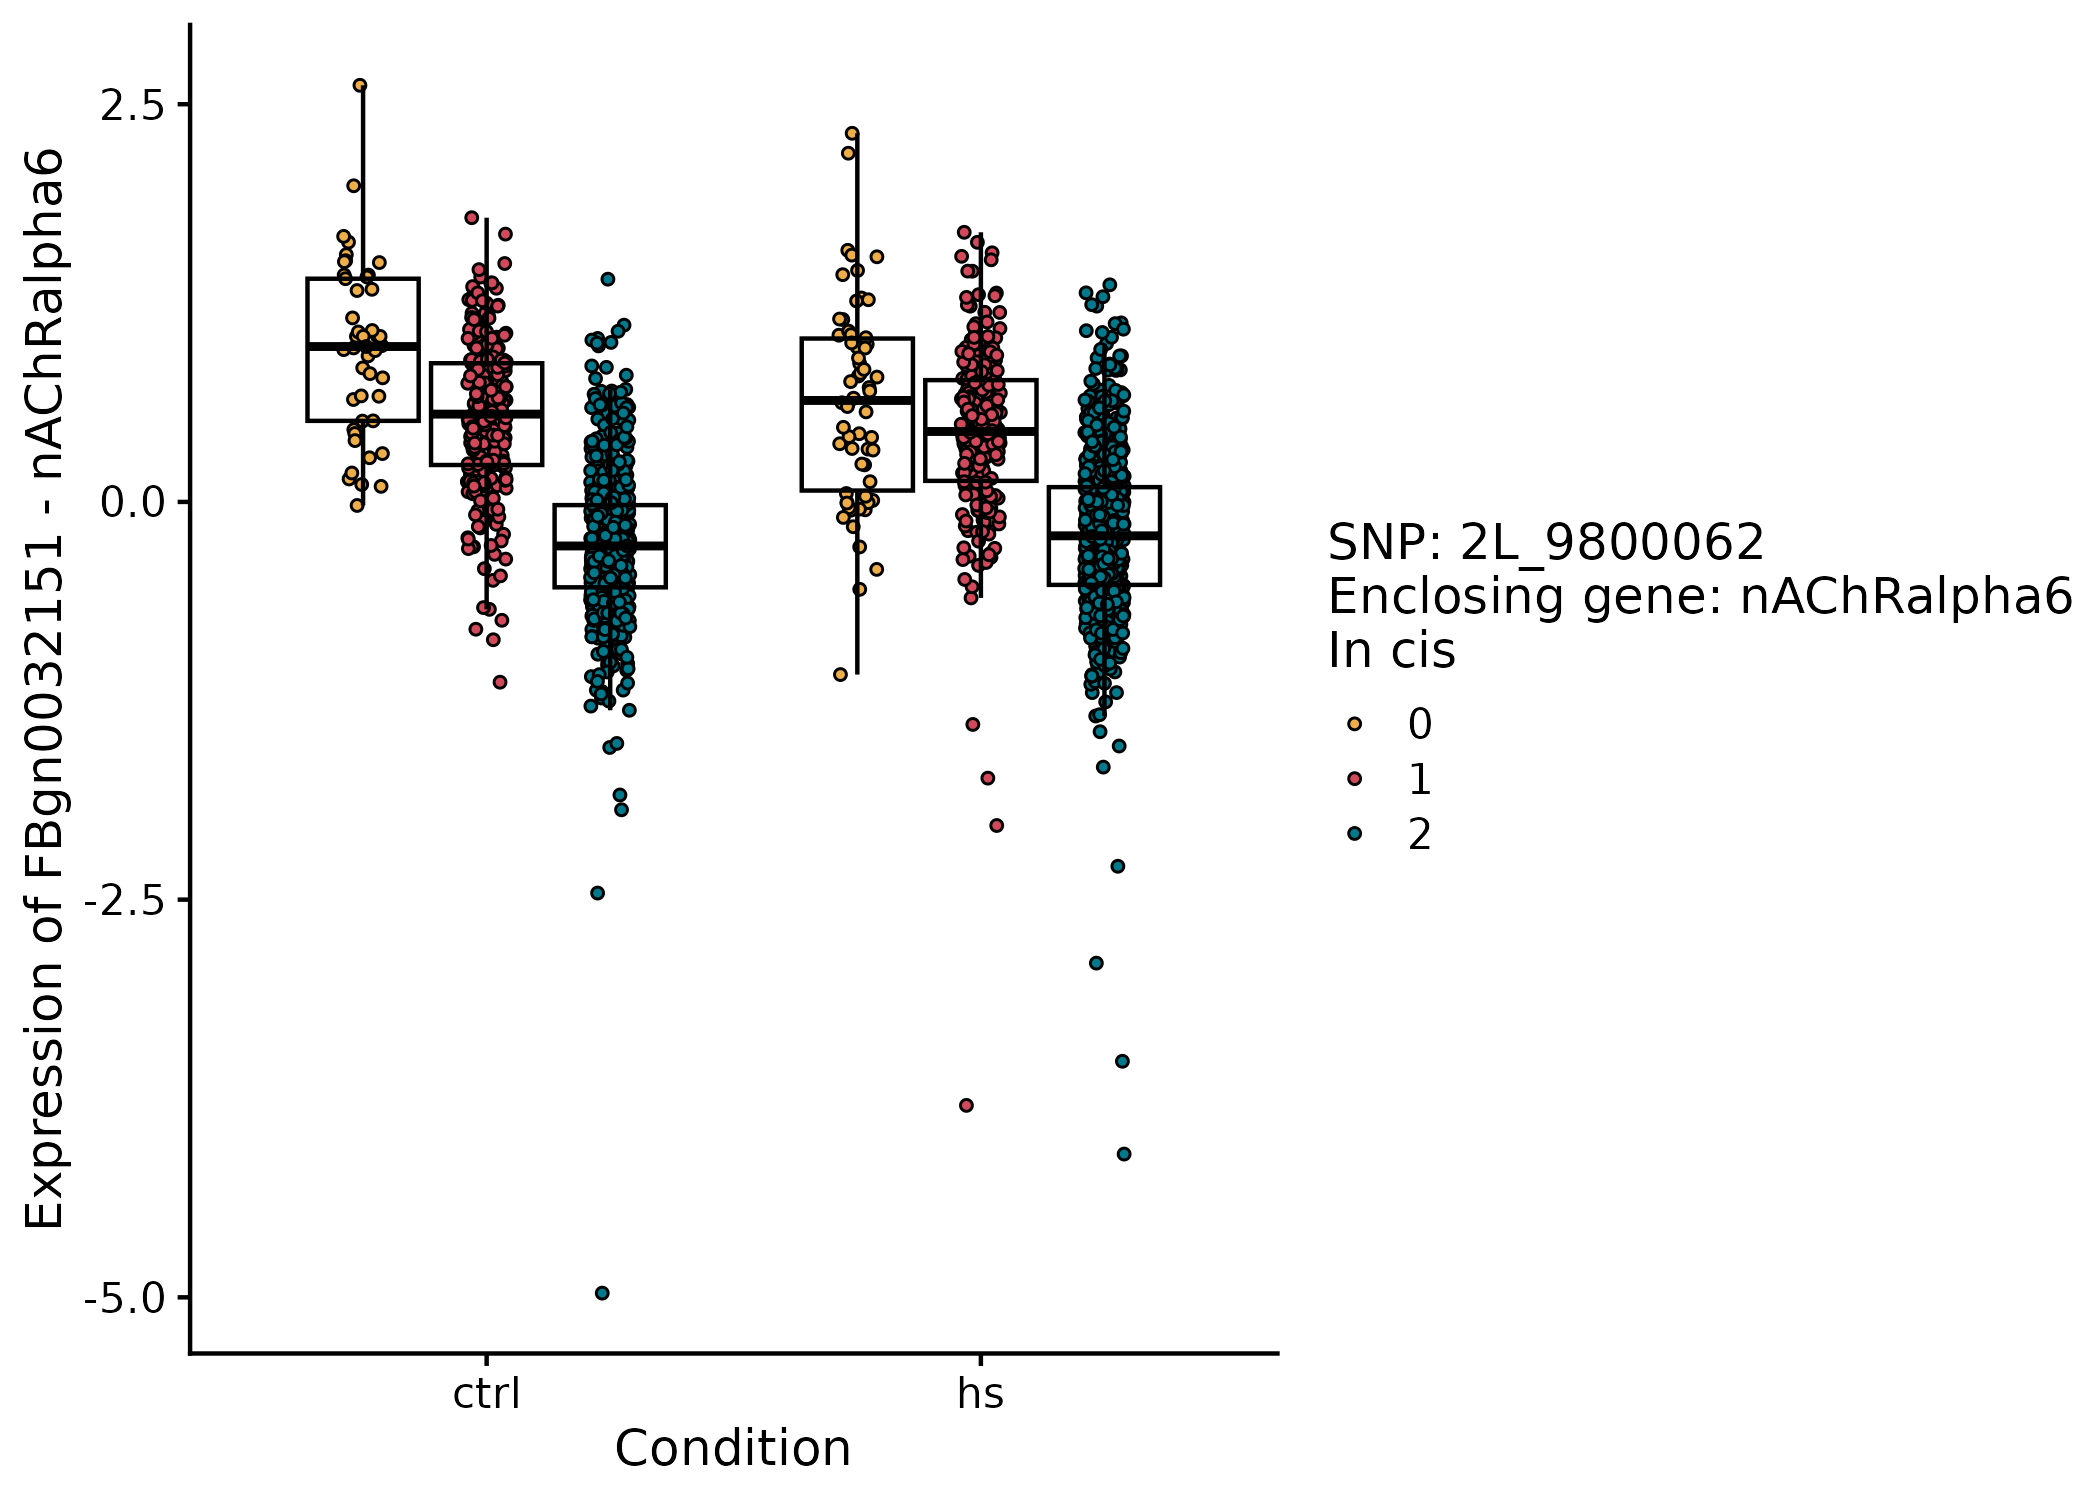 Expression of FBgn0032151 - nAChRalpha6
2.5
0.0
-2.5
-5.0
ctrl
hs
Condition
SNP: 2L_9800062
Enclosing gene: nAChRalpha6
In cis
0
1
2